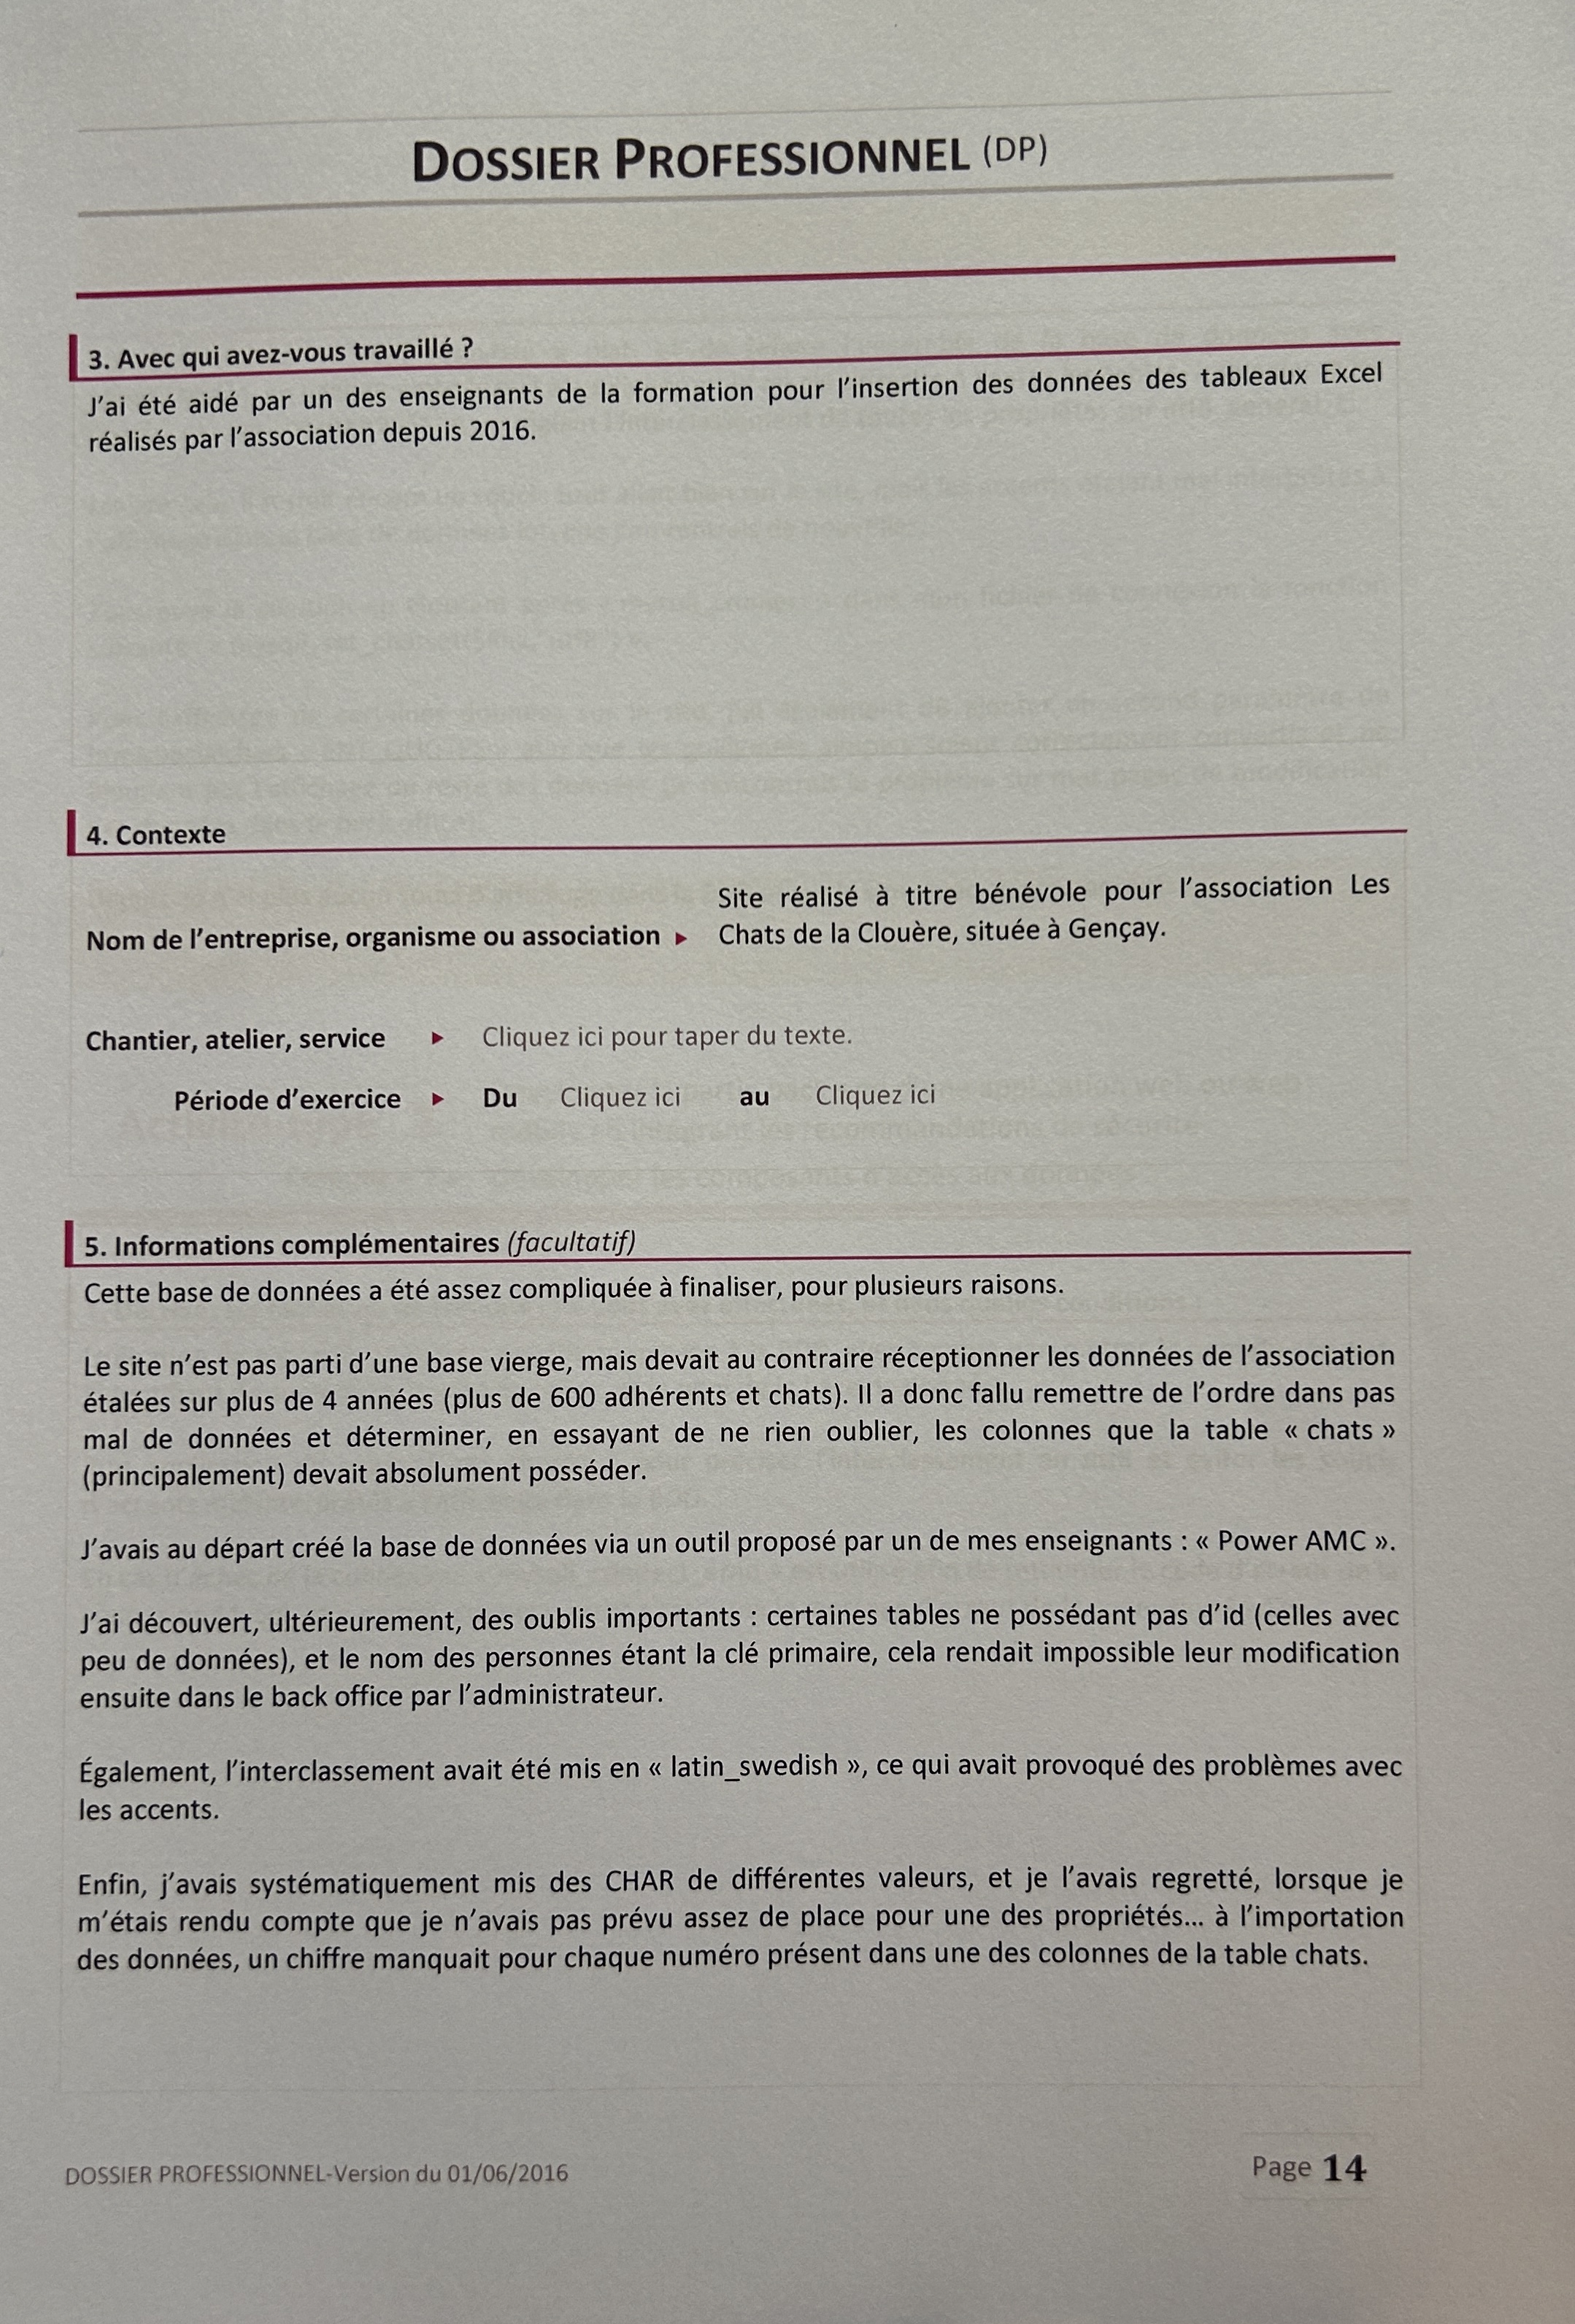 DOSSIER PROFESSIONNEL (DP)
3. Avec qui avez-vous travaillé ?
J’ai été aidé par un des enseignants de la formation pour l’insertion des données des tableaux Excel
réalisés par l’association depuis 2016.
4. Contexte
Nom de l’entreprise, organisme ou association ▶ Site réalisé à titre bénévole pour l’association Les
Chats de la Clouère, située à Gençay.
Chantier, atelier, service ▶ Cliquez ici pour taper du texte.
Période d’exercice ▶ Du Cliquez ici au Cliquez ici
5. Informations complémentaires (facultatif)
Cette base de données a été assez compliquée à finaliser, pour plusieurs raisons.
Le site n’est pas parti d’une base vierge, mais devait au contraire réceptionner les données de l’association
étalées sur plus de 4 années (plus de 600 adhérents et chats). Il a donc fallu remettre de l’ordre dans pas
mal de données et déterminer, en essayant de ne rien oublier, les colonnes que la table « chats »
(principalement) devait absolument posséder.
J’avais au départ créé la base de données via un outil proposé par un de mes enseignants : « Power AMC ».
J’ai découvert, ultérieurement, des oublis importants : certaines tables ne possédant pas d’id (celles avec
peu de données), et le nom des personnes étant la clé primaire, cela rendait impossible leur modification
ensuite dans le back office par l’administrateur.
Également, l’interclassement avait été mis en « latin_swedish », ce qui avait provoqué des problèmes avec
les accents.
Enfin, j’avais systématiquement mis des CHAR de différentes valeurs, et je l’avais regretté, lorsque je
m’étais rendu compte que je n’avais pas prévu assez de place pour une des propriétés… à l’importation
des données, un chiffre manquait pour chaque numéro présent dans une des colonnes de la table chats.
DOSSIER PROFESSIONNEL-Version du 01/06/2016
Page 14